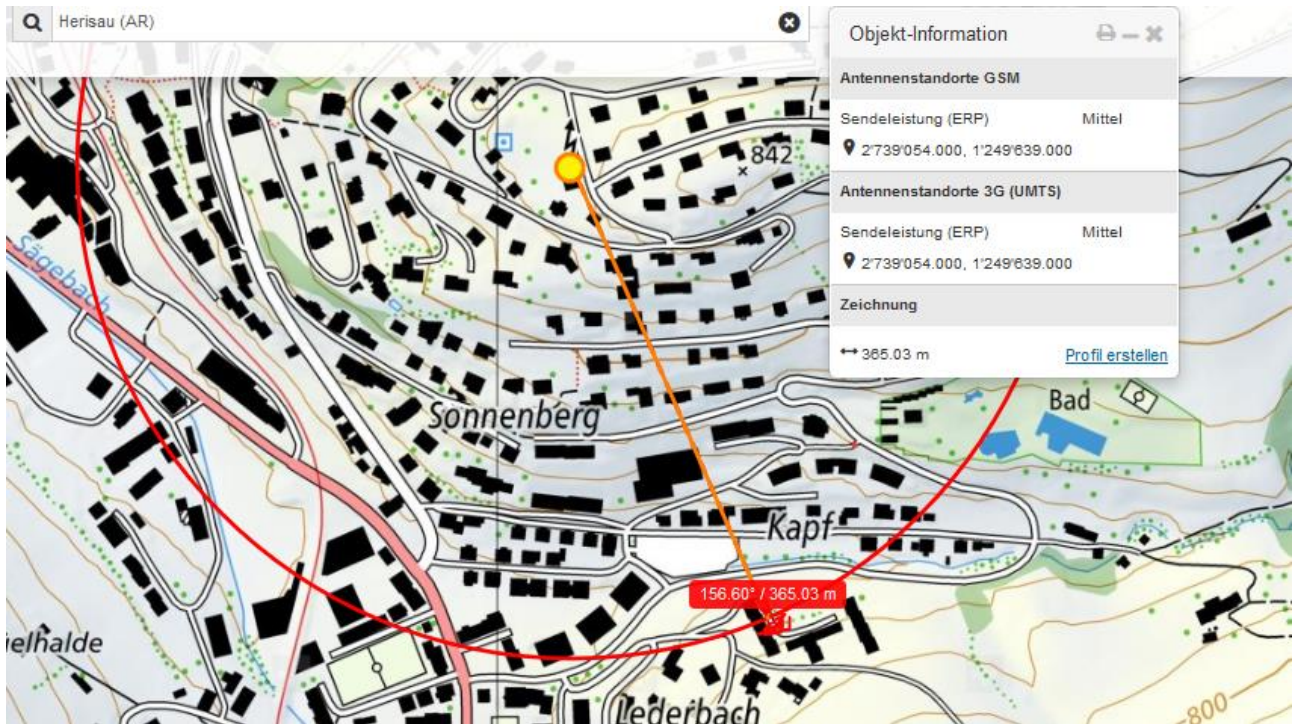 Herisau (AR)
Objekt-Information
Antennenstandorte GSM
Sendeleistung (ERP) Mittel
2'739'054.000, 1'249'639.000
Antennenstandorte 3G (UMTS)
Sendeleistung (ERP) Mittel
2'739'054.000, 1'249'639.000
Zeichnung
365.03 m Profil erstellen
842
Sägebach
Bad
Sonnenberg
Kapf
156.60° / 365.03 m
ielhalde
Lederbach
800